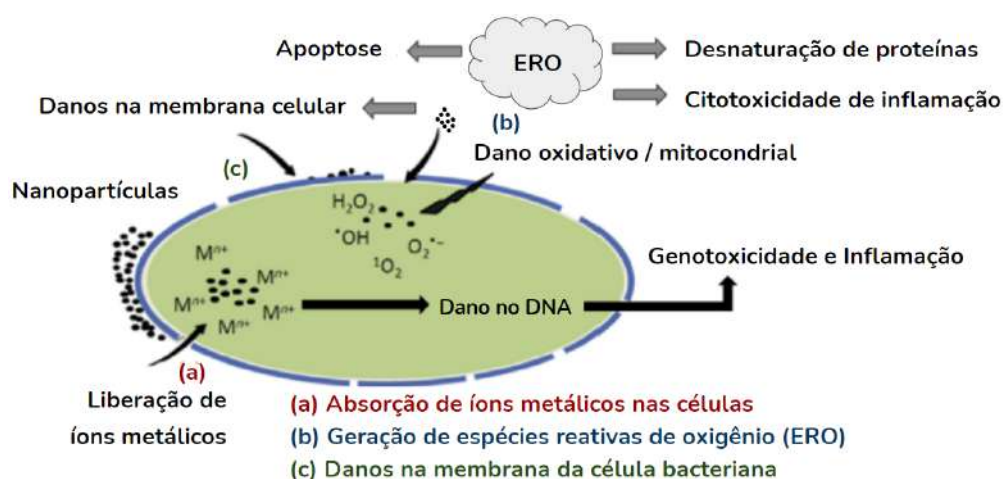 Apoptose
ERO
Desnaturação de proteínas
Danos na membrana celular
Citotoxicidade de inflamação
(b)
Dano oxidativo / mitocondrial
(c)
Nanopartículas
H₂O₂
•OH
O₂•−
¹O₂
Mⁿ⁺
Mⁿ⁺
Mⁿ⁺
Mⁿ⁺
Mⁿ⁺
Dano no DNA
Genotoxicidade e Inflamação
(a)
Liberação de
íons metálicos
(a) Absorção de íons metálicos nas células
(b) Geração de espécies reativas de oxigênio (ERO)
(c) Danos na membrana da célula bacteriana